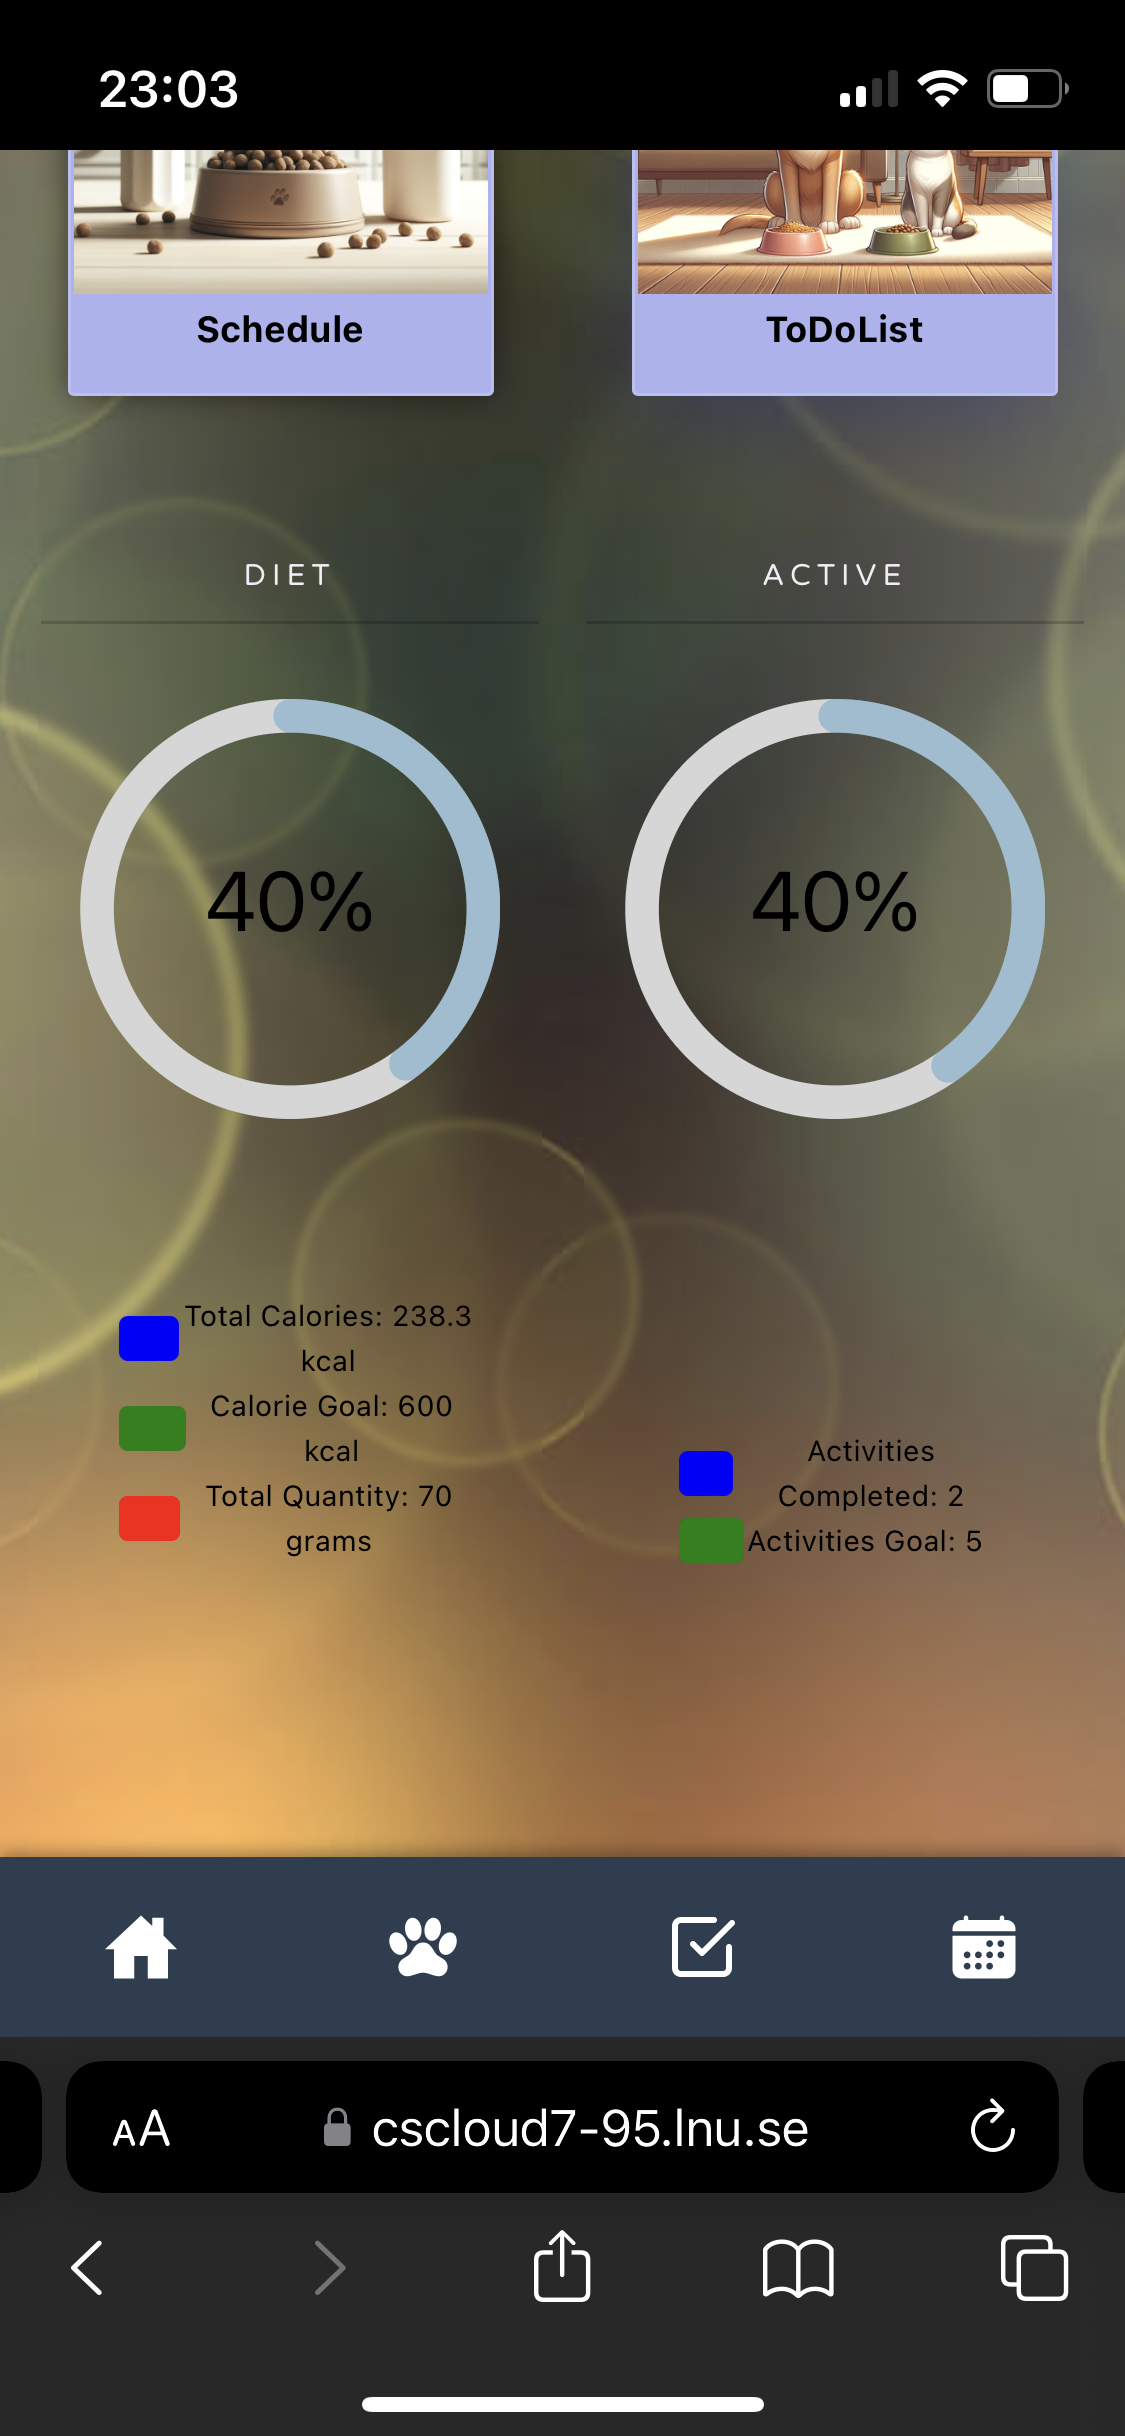 23:03
Schedule
ToDoList
DIET
ACTIVE
40%
40%
Total Calories: 238.3
kcal
Calorie Goal: 600
kcal
Total Quantity: 70
grams
Activities
Completed: 2
Activities Goal: 5
AA
cscloud7-95.lnu.se